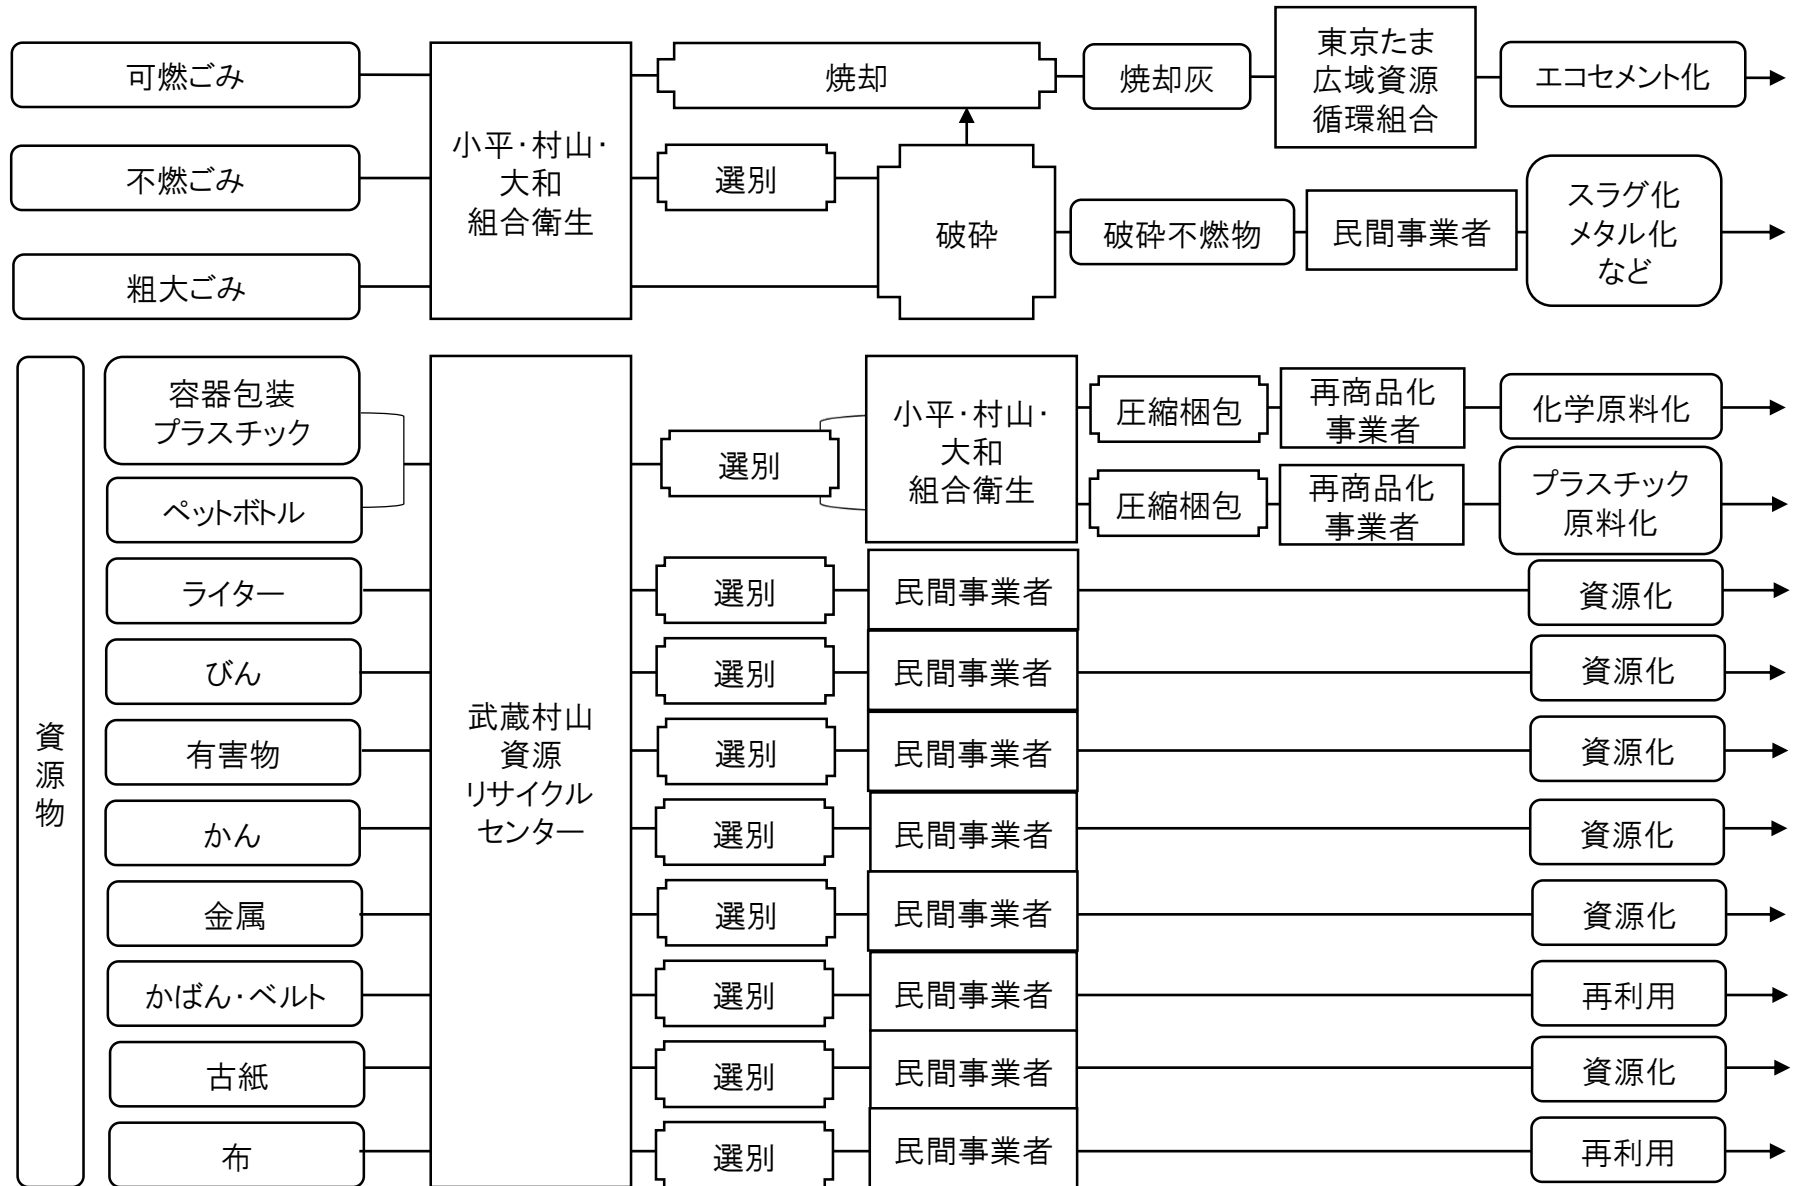 可燃ごみ
不燃ごみ
粗大ごみ
小平・村山・
大和
組合衛生
焼却
焼却灰
東京たま
広域資源
循環組合
エコセメント化
選別
破砕
破砕不燃物
民間事業者
スラグ化
メタル化
など
資
源
物
容器包装
プラスチック
ペットボトル
武蔵村山
資源
リサイクル
センター
選別
小平・村山・
大和
組合衛生
圧縮梱包
再商品化
事業者
化学原料化
圧縮梱包
再商品化
事業者
プラスチック
原料化
ライター
選別
民間事業者
資源化
びん
選別
民間事業者
資源化
有害物
選別
民間事業者
資源化
かん
選別
民間事業者
資源化
金属
選別
民間事業者
資源化
かばん・ベルト
選別
民間事業者
再利用
古紙
選別
民間事業者
資源化
布
選別
民間事業者
再利用